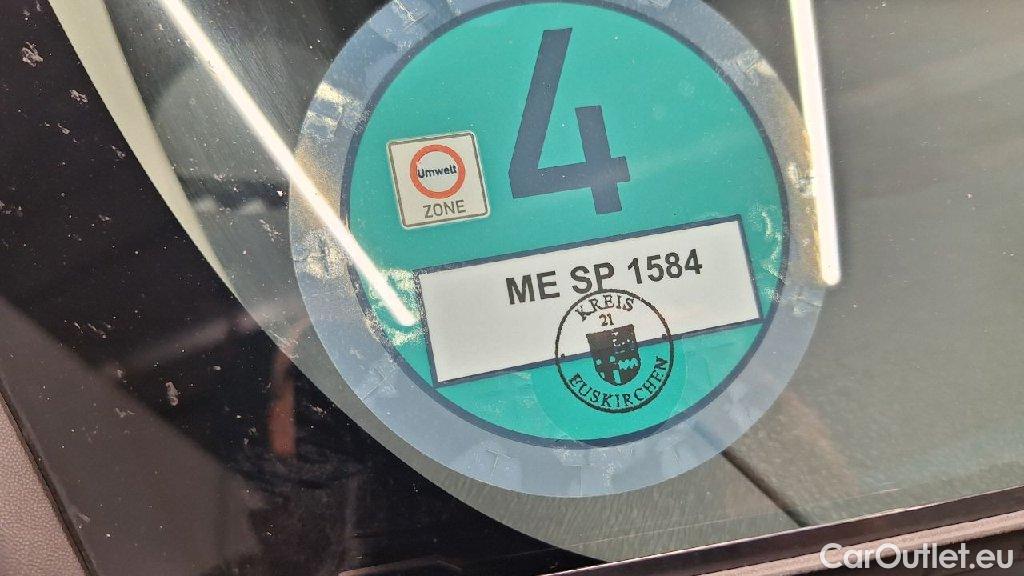 4
Umwelt
ZONE
ME SP 1584
KREIS
21
EUSKIRCHEN
CarOutlet.eu